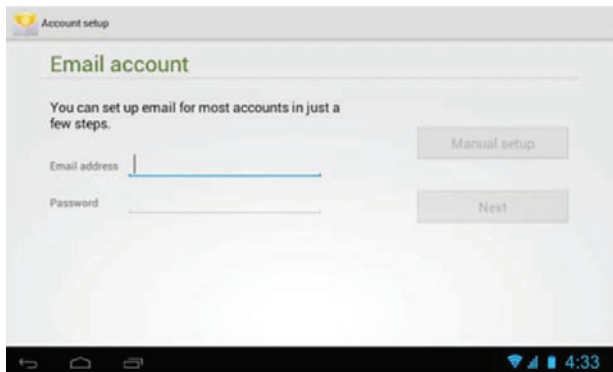 Account setup
Email account
You can set up email for most accounts in just a
few steps.
Manual setup
Email address
Password
Next
4:33